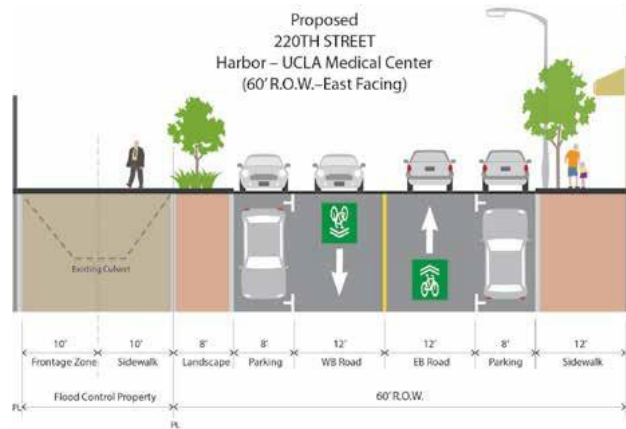 Proposed
220TH STREET
Harbor – UCLA Medical Center
(60' R.O.W.–East Facing)
Existing Culvert
10' 10' 8' 8' 12' 12' 8' 12'
Frontage Zone Sidewalk Landscape Parking WB Road EB Road Parking Sidewalk
Flood Control Property 60' R.O.W.
PL
PL